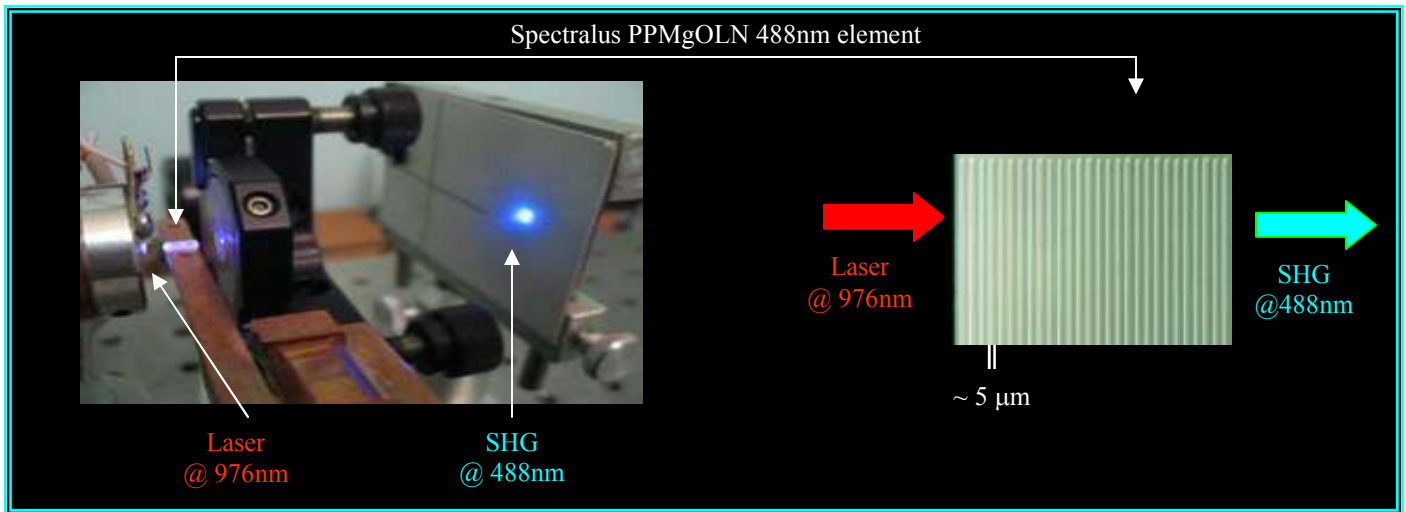 Spectralus PPMgOLN 488nm element
Laser
@ 976nm
SHG
@488nm
~ 5 µm
Laser
@ 976nm
SHG
@ 488nm